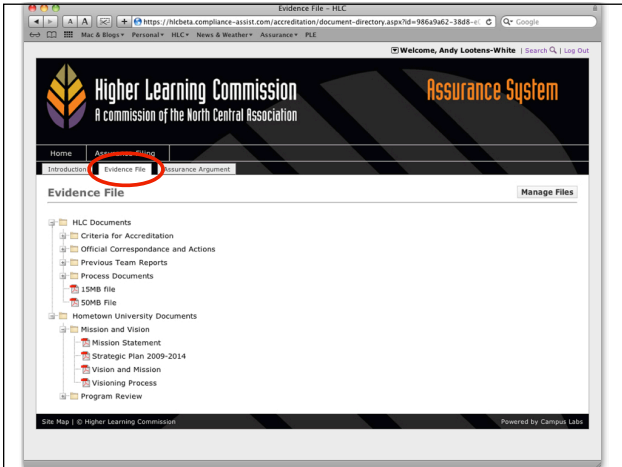 Evidence File – HLC
A A + https://hlcbeta.compliance-assist.com/accreditation/document-directory.aspx?id=986a9a62-38d8-e Google
Mac & Blogs Personal HLC News & Weather Assurance PLE
Welcome, Andy Lootens-White | Search | Log Out
Higher Learning Commission
A commission of the North Central Association
Assurance System
Home Assurance Filing
Introduction Evidence File Assurance Argument
Evidence File
Manage Files
HLC Documents
Criteria for Accreditation
Official Correspondance and Actions
Previous Team Reports
Process Documents
15MB file
50MB File
Hometown University Documents
Mission and Vision
Mission Statement
Strategic Plan 2009-2014
Vision and Mission
Visioning Process
Program Review
Site Map | © Higher Learning Commission
Powered by Campus Labs